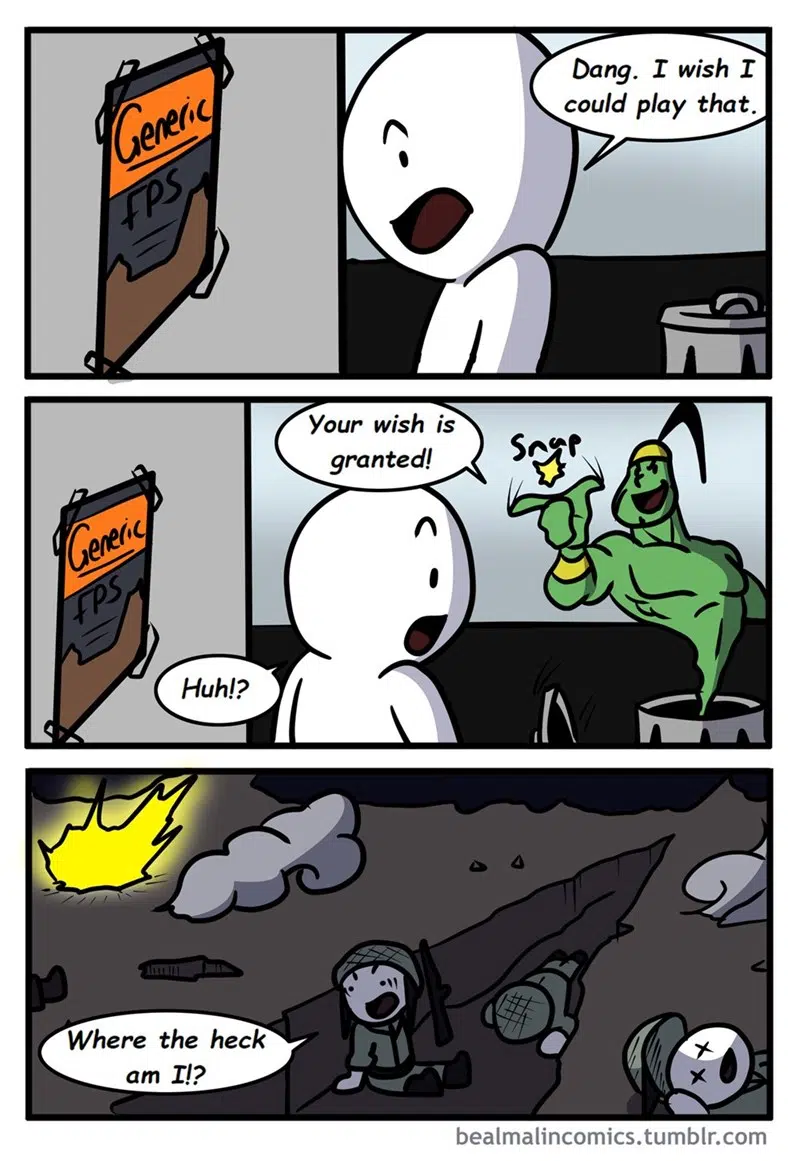 Generic
FPS
Dang. I wish I
could play that.
Your wish is
granted!
Snap
Generic
FPS
Huh!?
Where the heck
am I!?
bealmalincomics.tumblr.com